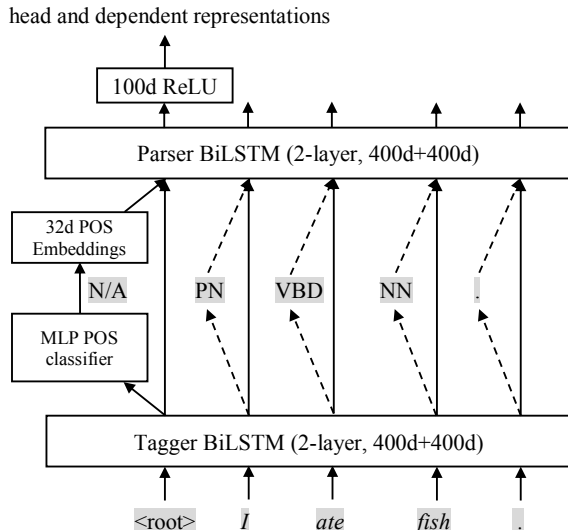 head and dependent representations
100d ReLU
Parser BiLSTM (2-layer, 400d+400d)
32d POS
Embeddings
N/A PN VBD NN .
MLP POS
classifier
Tagger BiLSTM (2-layer, 400d+400d)
<root> I ate fish .